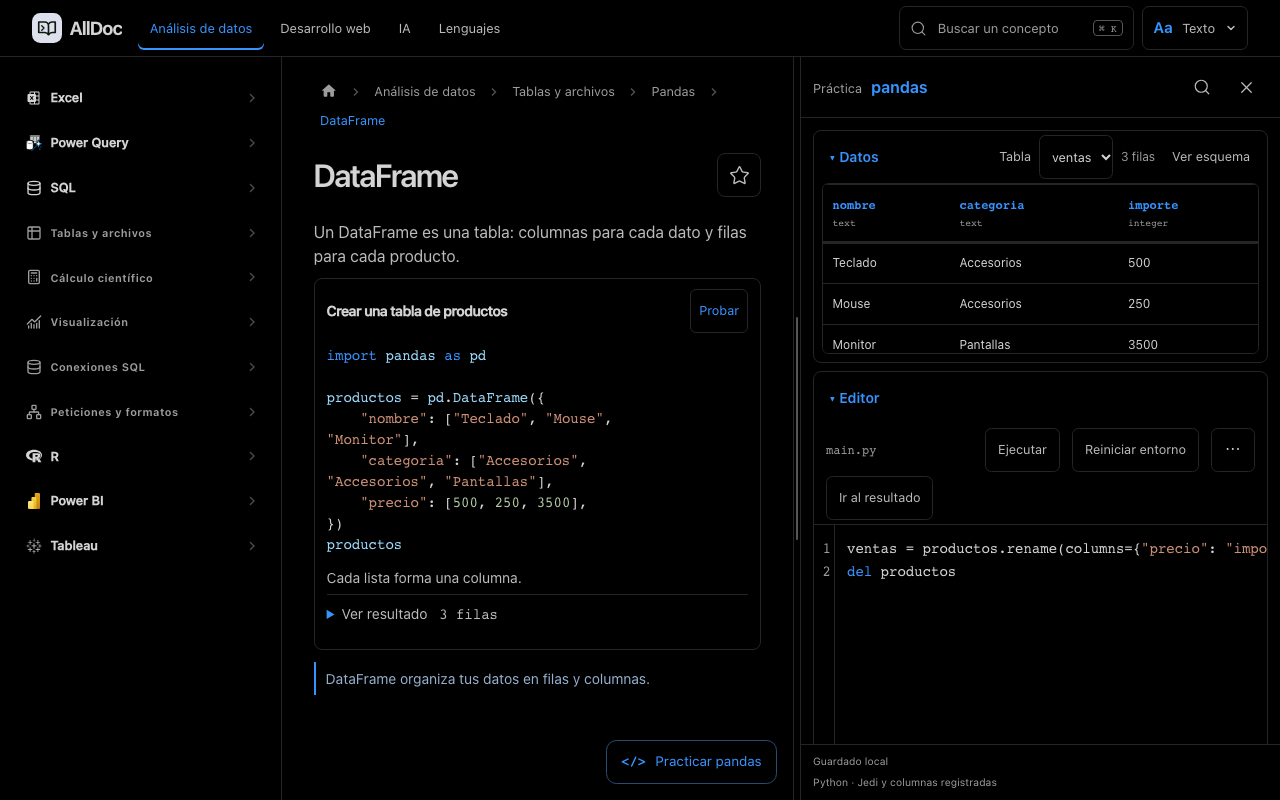 AllDoc
Análisis de datos
Desarrollo web
IA
Lenguajes
Buscar un concepto
⌘ K
Aa Texto
Excel
Power Query
SQL
Tablas y archivos
Cálculo científico
Visualización
Conexiones SQL
Peticiones y formatos
R
Power BI
Tableau
Análisis de datos
Tablas y archivos
Pandas
DataFrame
DataFrame
Un DataFrame es una tabla: columnas para cada dato y filas
para cada producto.
Crear una tabla de productos
Probar
import pandas as pd
productos = pd.DataFrame({
"nombre": ["Teclado", "Mouse",
"Monitor"],
"categoria": ["Accesorios",
"Accesorios", "Pantallas"],
"precio": [500, 250, 3500],
})
productos
Cada lista forma una columna.
Ver resultado 3 filas
DataFrame organiza tus datos en filas y columnas.
</> Practicar pandas
Práctica pandas
Datos
Tabla
ventas
3 filas
Ver esquema
nombre categoria importe
text text integer
Teclado Accesorios 500
Mouse Accesorios 250
Monitor Pantallas 3500
Editor
main.py
Ejecutar
Reiniciar entorno
...
Ir al resultado
1 ventas = productos.rename(columns={"precio": "impo
2 del productos
Guardado local
Python · Jedi y columnas registradas